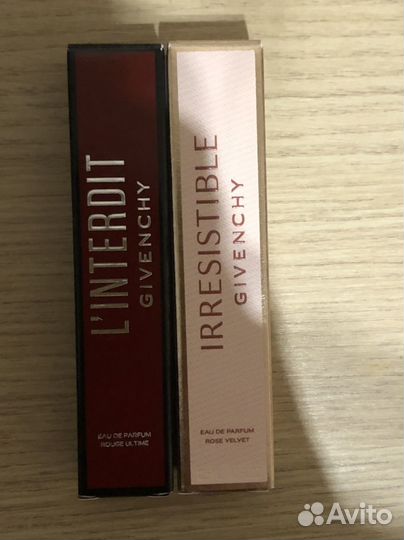 L'INTERDIT
GIVENCHY
EAU DE PARFUM
ROUGE ULTIME
IRRESISTIBLE
GIVENCHY
EAU DE PARFUM
ROSE VELVET
Avito